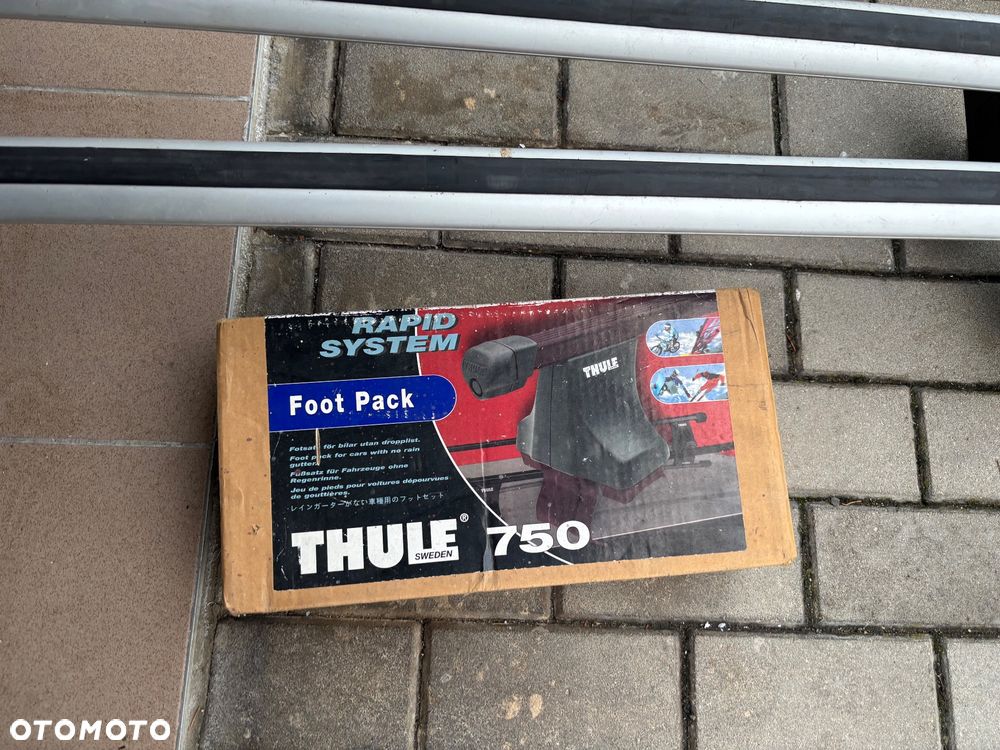 RAPID
SYSTEM
Foot Pack
THULE
Fotsats för bilar utan dropplist.
Foot pack for cars with no rain
gutter.
Fußsatz für Fahrzeuge ohne
Regenrinne.
Jeu de pieds pour voitures dépourvues
de gouttières.
レインガーターがない車種用のフットセット
THULE®
SWEDEN
750
OTOMOTO